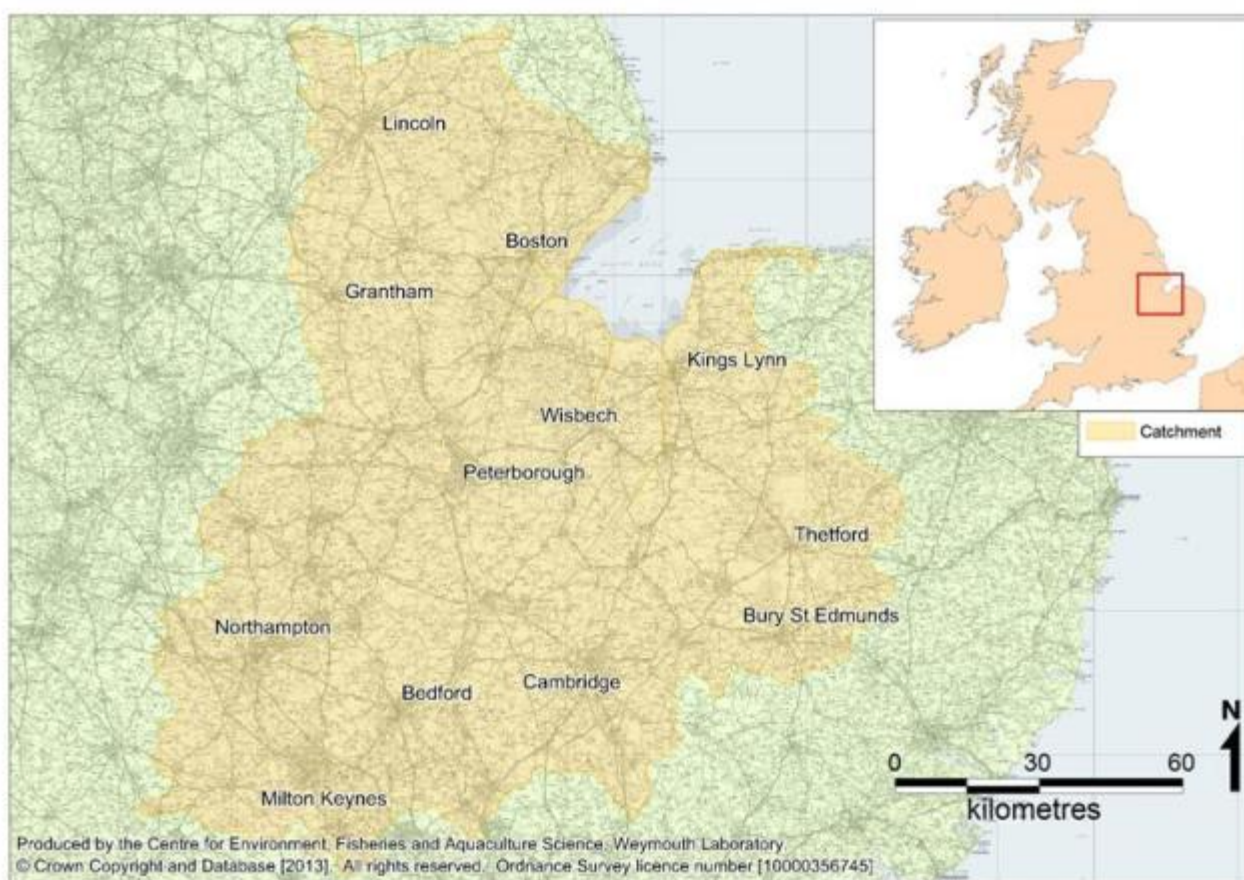 Lincoln
Boston
Grantham
Kings Lynn
Wisbech
Catchment
Peterborough
Thetford
Bury St Edmunds
Northampton
Cambridge
Bedford
N
0 30 60
kilometres
Milton Keynes
Produced by the Centre for Environment, Fisheries and Aquaculture Science, Weymouth Laboratory.
© Crown Copyright and Database [2013]. All rights reserved. Ordnance Survey licence number [10000356745]